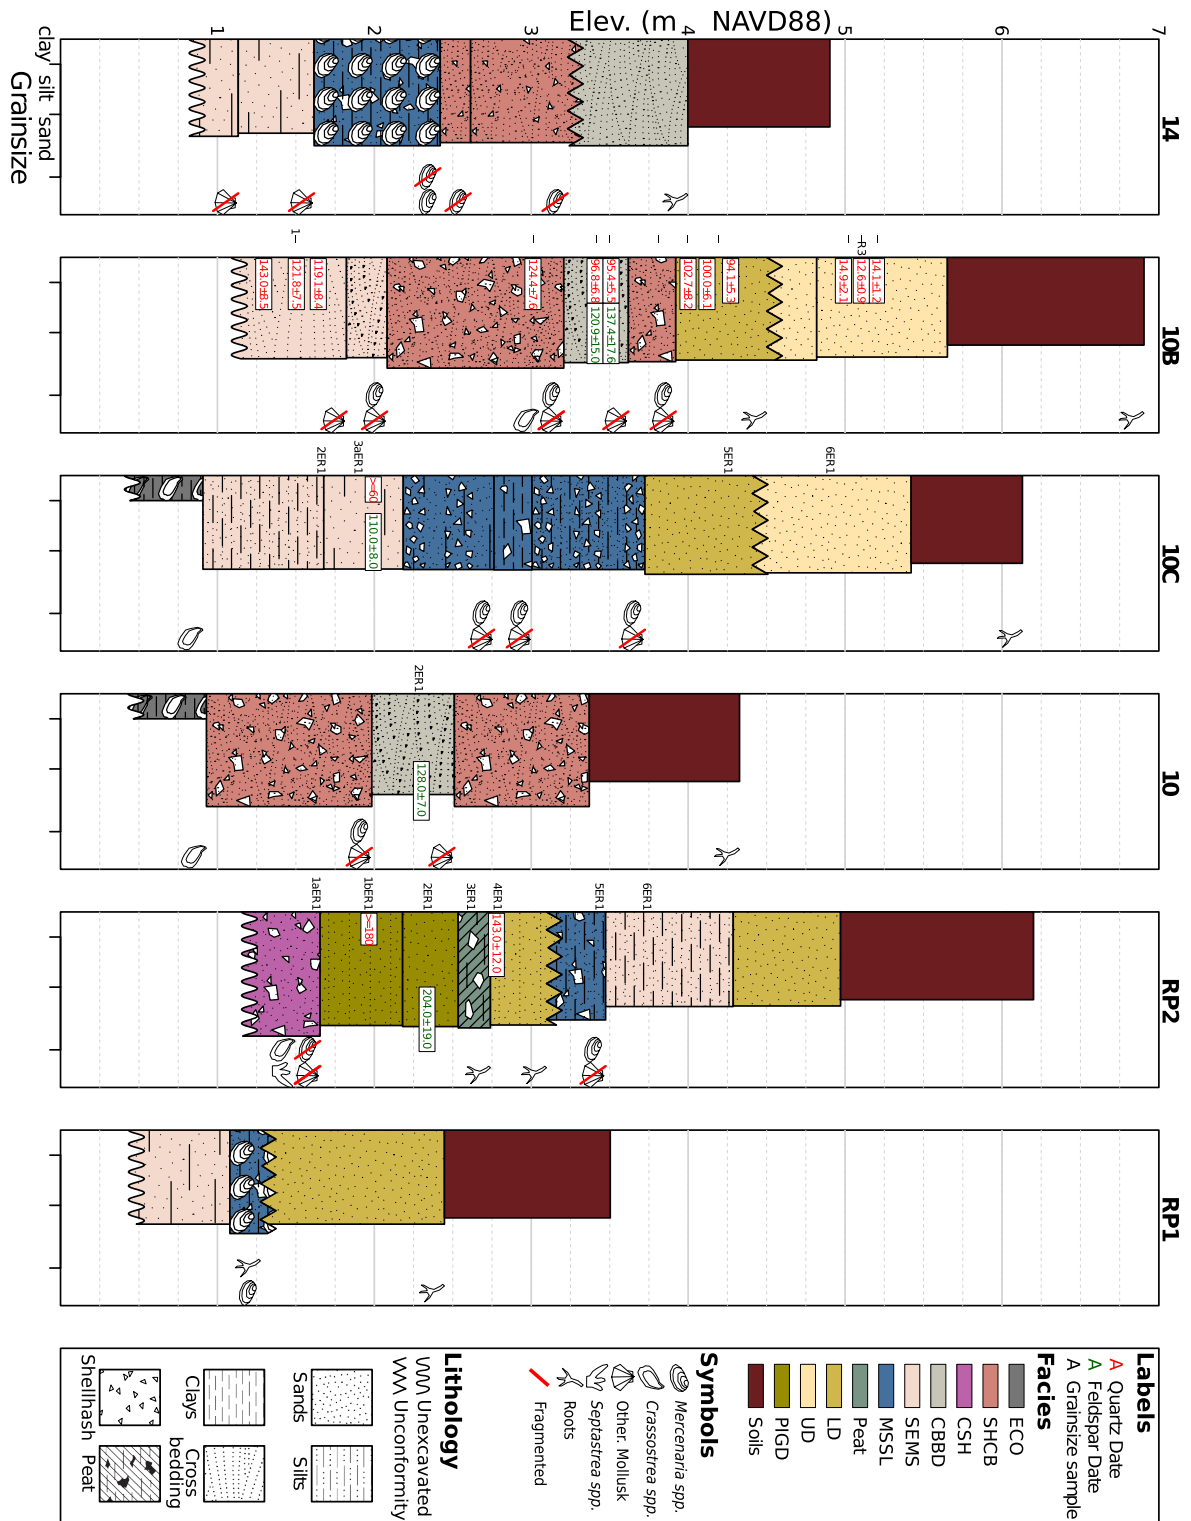 Elev. (m NAVD88)
1
2
3
4
5
6
7
clay silt sand
Grainsize
14
1
R3
143.0±8.5
121.8±7.5
119.1±8.4
124.4±7.6
96.8±6.8
95.4±5.5
120.9±15.0
137.4±17.6
102.7±8.2
100.0±6.1
94.1±5.3
14.9±2.1
12.6±0.9
14.1±1.2
10B
2ER1
3aER1
5ER1
6ER1
>=60
110.0±8.0
10C
2ER1
128.0±7.0
10
1aER1
1bER1
2ER1
3ER1
4ER1
5ER1
6ER1
>=180
204.0±19.0
143.0±12.0
RP2
RP1
Labels
A Quartz Date
A Feldspar Date
A Grainsize sample
Facies
ECO
SHCB
CSH
CBBD
SEMS
MSSL
Peat
LD
UD
PIGD
Soils
Symbols
Mercenaria spp.
Crassostrea spp.
Other. Mollusk
Septastrea spp.
Roots
Fragmented
Lithology
Unexcavated
Unconformity
Sands
Silts
Clays
Cross
bedding
Shellhash
Peat